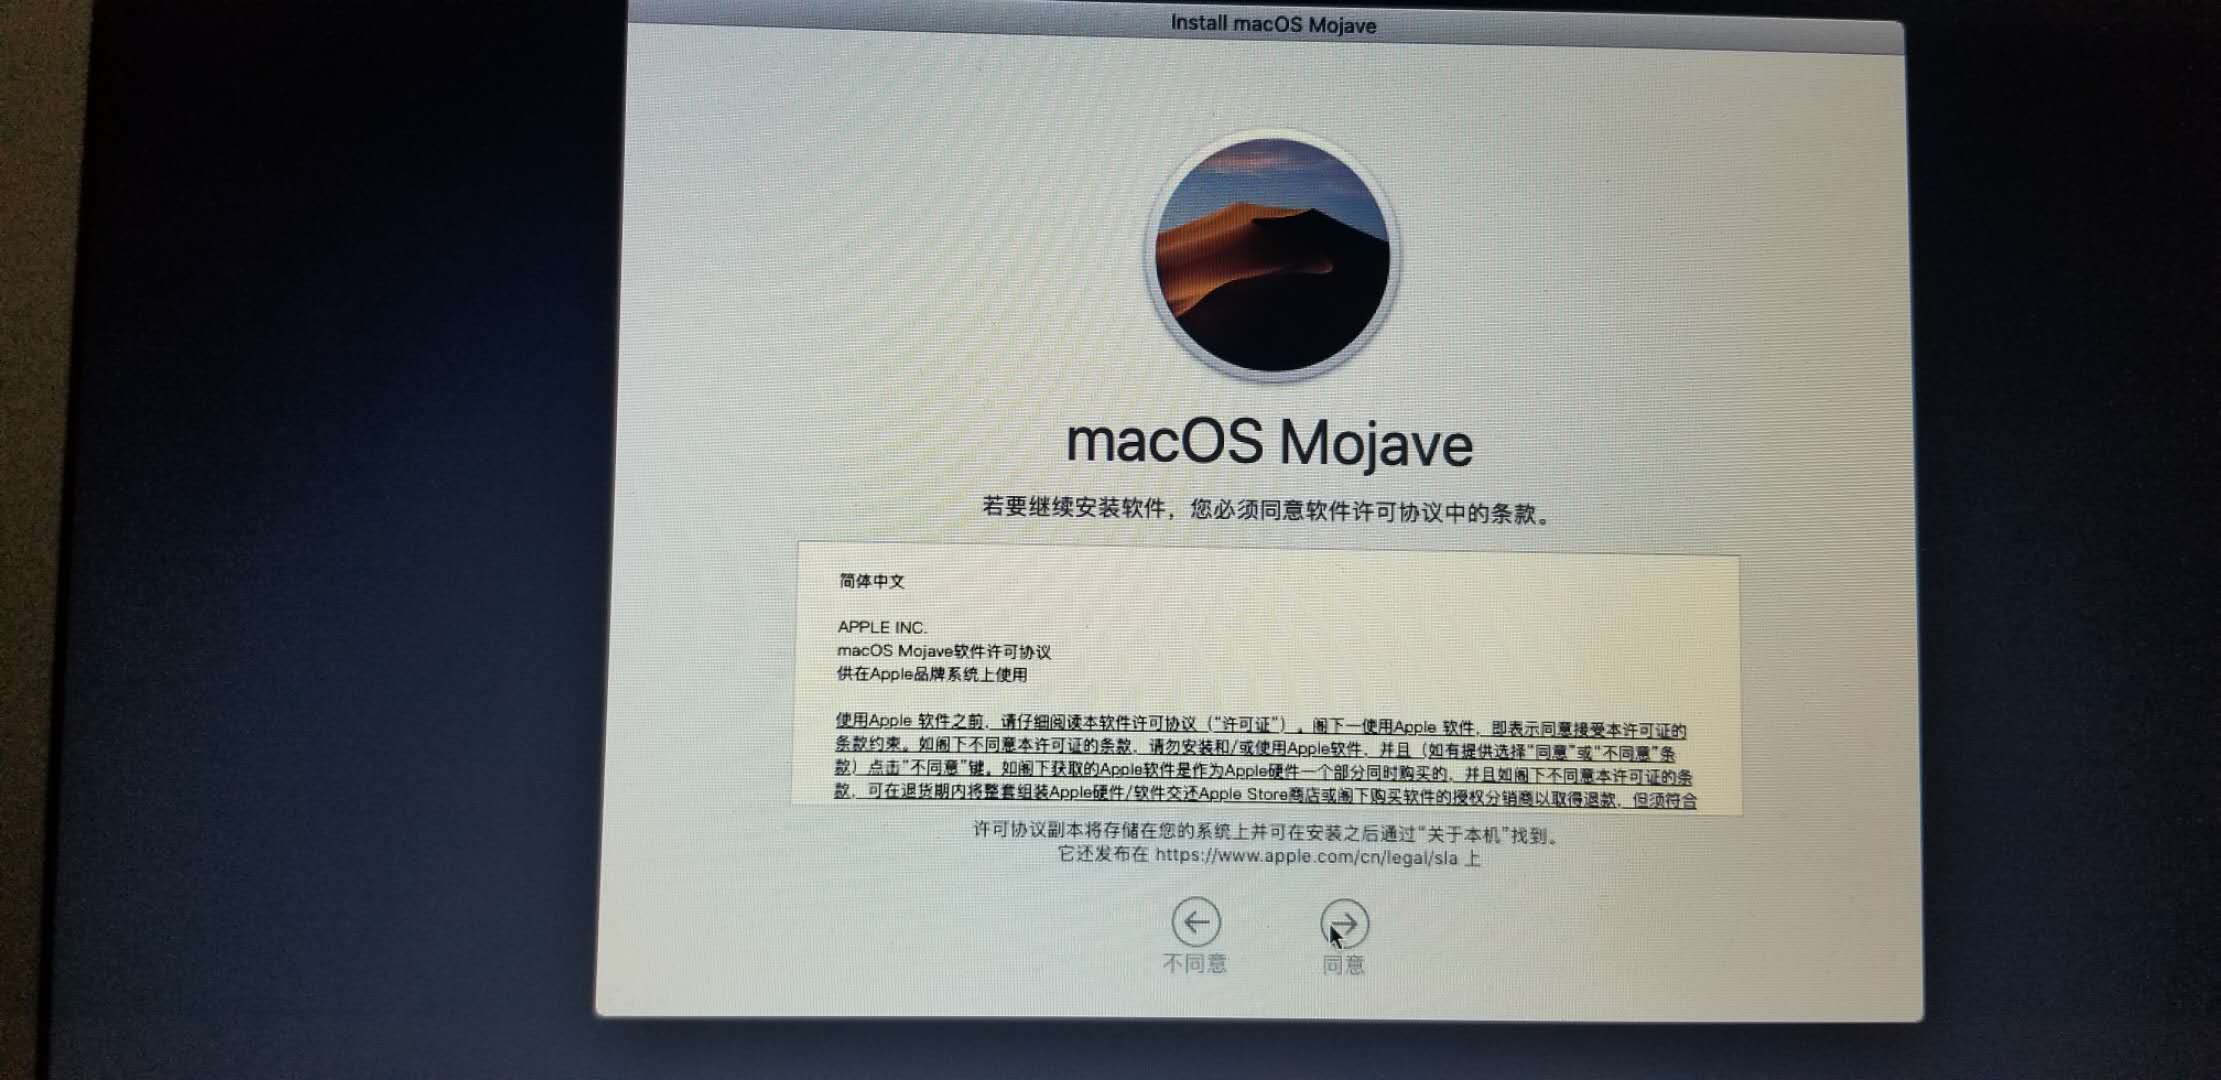 Install macOS Mojave
macOS Mojave
若要继续安装软件，您必须同意软件许可协议中的条款。
简体中文
APPLE INC.
macOS Mojave软件许可协议
供在Apple品牌系统上使用
使用Apple 软件之前，请仔细阅读本软件许可协议（“许可证”）。阁下一使用Apple 软件，即表示同意接受本许可证的
条款约束。如阁下不同意本许可证的条款，请勿安装和/或使用Apple软件，并且（如有提供选择“同意”或“不同意”条
款）点击“不同意”键。如阁下获取的Apple软件是作为Apple硬件一个部分同时购买的，并且如阁下不同意本许可证的条
款，可在退货期内将整套组装Apple硬件/软件交还Apple Store商店或阁下购买软件的授权分销商以取得退款，但须符合
许可协议副本将存储在您的系统上并可在安装之后通过“关于本机”找到。
它还发布在 https://www.apple.com/cn/legal/sla 上
不同意
同意